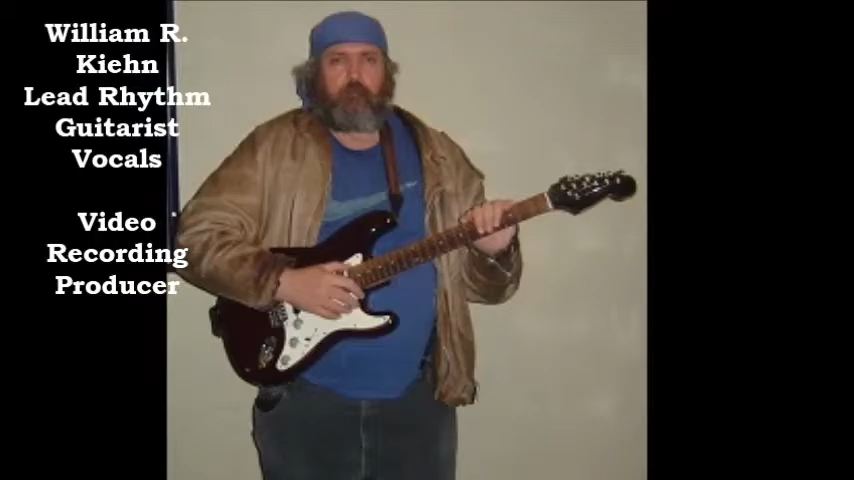 William R.
Kiehn
Lead Rhythm
Guitarist
Vocals
Video
Recording
Producer